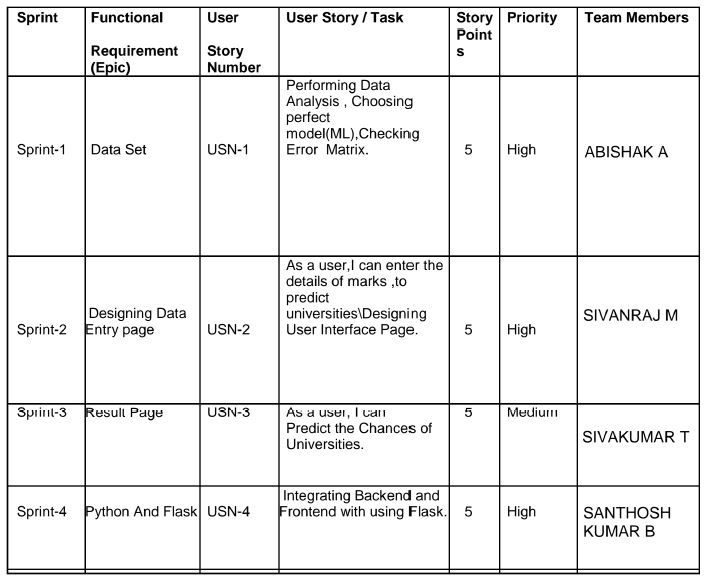 Sprint Functional User User Story / Task Story Priority Team Members
Requirement Story Point
(Epic) Number s
Performing Data
Analysis , Choosing
perfect
model(ML),Checking
Sprint-1 Data Set USN-1 Error Matrix. 5 High ABISHAK A
As a user,I can enter the
details of marks ,to
predict
Designing Data universities\Designing SIVANRAJ M
Sprint-2 Entry page USN-2 User Interface Page. 5 High
Sprint-3 Result Page USN-3 As a user, I can 5 Medium
Predict the Chances of SIVAKUMAR T
Universities.
Integrating Backend and
Sprint-4 Python And Flask USN-4 Frontend with using Flask. 5 High SANTHOSH
KUMAR B